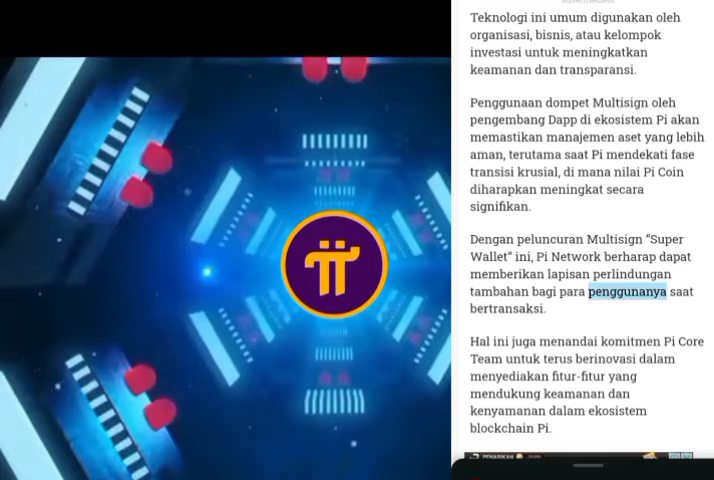 Advertisement
Teknologi ini umum digunakan oleh
organisasi, bisnis, atau kelompok
investasi untuk meningkatkan
keamanan dan transparansi.
Penggunaan dompet Multisign oleh
pengembang Dapp di ekosistem Pi akan
memastikan manajemen aset yang lebih
aman, terutama saat Pi mendekati fase
transisi krusial, di mana nilai Pi Coin
diharapkan meningkat secara
signifikan.
Dengan peluncuran Multisign “Super
Wallet” ini, Pi Network berharap dapat
memberikan lapisan perlindungan
tambahan bagi para penggunanya saat
bertransaksi.
Hal ini juga menandai komitmen Pi Core
Team untuk terus berinovasi dalam
menyediakan fitur-fitur yang
mendukung keamanan dan
kenyamanan dalam ekosistem
blockchain Pi.
PENARIKAN